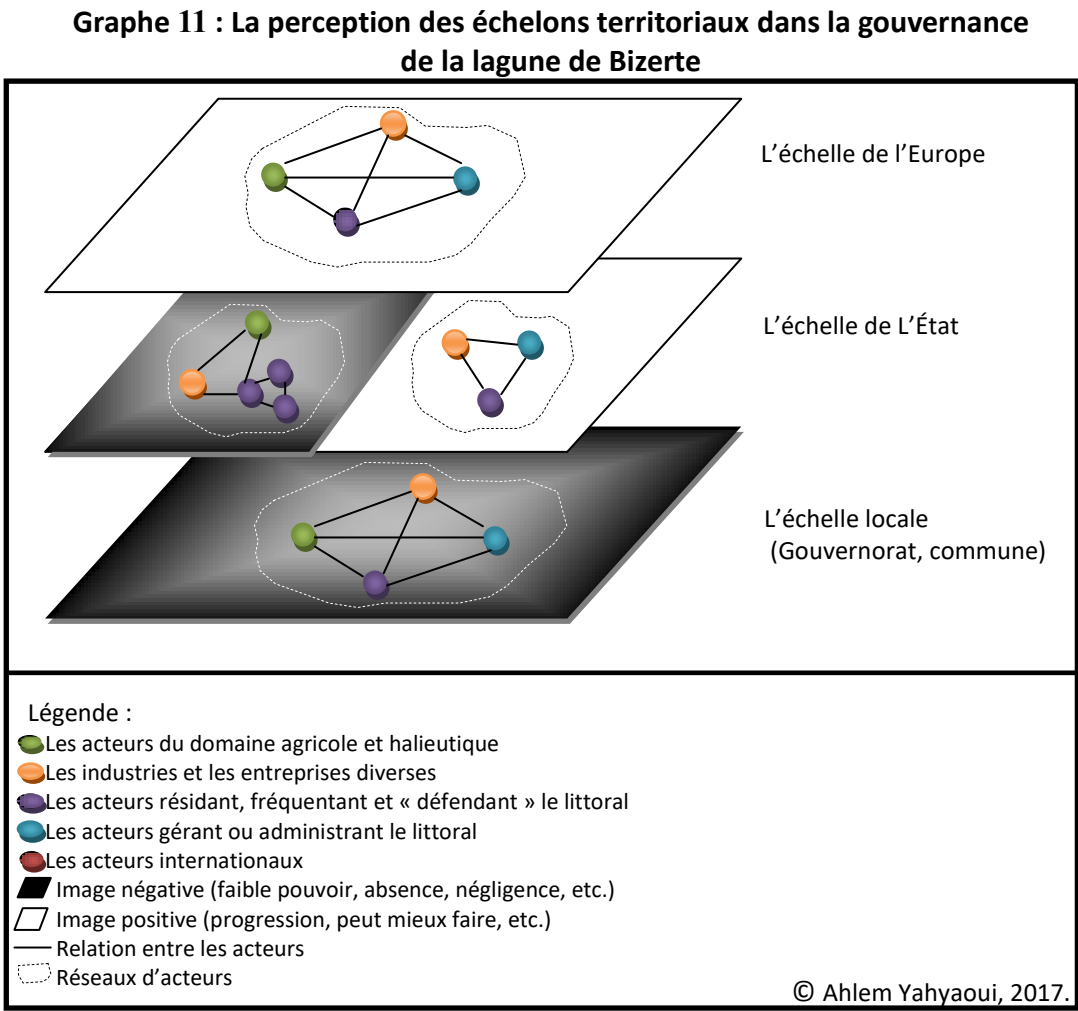 Graphe 11 : La perception des échelons territoriaux dans la gouvernance
de la lagune de Bizerte
L’échelle de l’Europe
L’échelle de L’État
L’échelle locale
(Gouvernorat, commune)
Légende :
Les acteurs du domaine agricole et halieutique
Les industries et les entreprises diverses
Les acteurs résidant, fréquentant et « défendant » le littoral
Les acteurs gérant ou administrant le littoral
Les acteurs internationaux
Image négative (faible pouvoir, absence, négligence, etc.)
Image positive (progression, peut mieux faire, etc.)
Relation entre les acteurs
Réseaux d’acteurs
© Ahlem Yahyaoui, 2017.